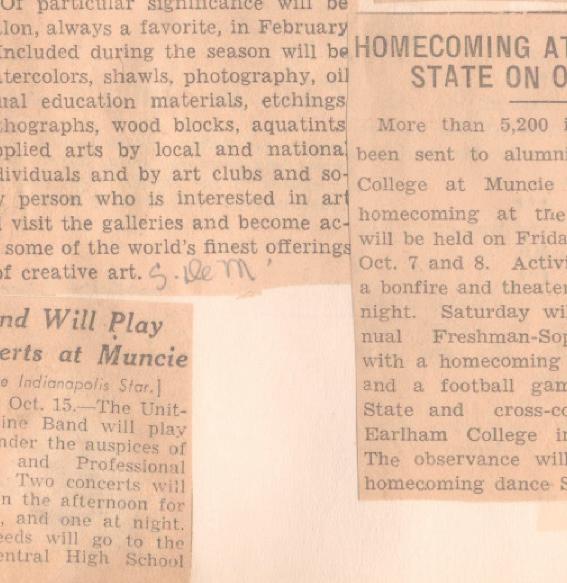 Of particular significance will be
lon, always a favorite, in February
Included during the season will be
tercolors, shawls, photography, oil
ual education materials, etchings
thographs, wood blocks, aquatints
pplied arts by local and national
dividuals and by art clubs and so-
y person who is interested in art
l visit the galleries and become ac-
some of the world's finest offerings
of creative art. S. De M.
nd Will Play
erts at Muncie
e Indianapolis Star.]
Oct. 15.—The Unit-
ine Band will play
nder the auspices of
and Professional
Two concerts will
n the afternoon for
, and one at night.
eeds will go to the
entral High School
HOMECOMING AT
STATE ON O
More than 5,200 i
been sent to alumni
College at Muncie
homecoming at the
will be held on Frida
Oct. 7 and 8. Activi
a bonfire and theater
night. Saturday wil
nual Freshman-Sop
with a homecoming
and a football gam
State and cross-co
Earlham College in
The observance will
homecoming dance S